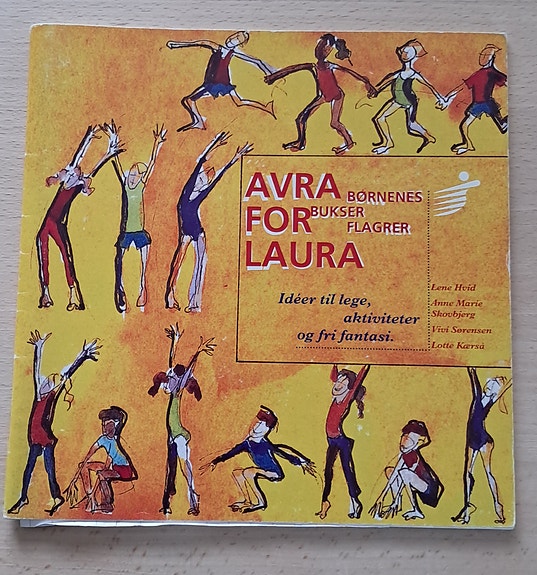 AVRA BØRNENES
FOR BUKSER
FLAGRER
LAURA
Idéer til lege,
aktiviteter
og fri fantasi.
Lene Hvid
Anne Marie
Skovbjerg
Vivi Sørensen
Lotte Kærså